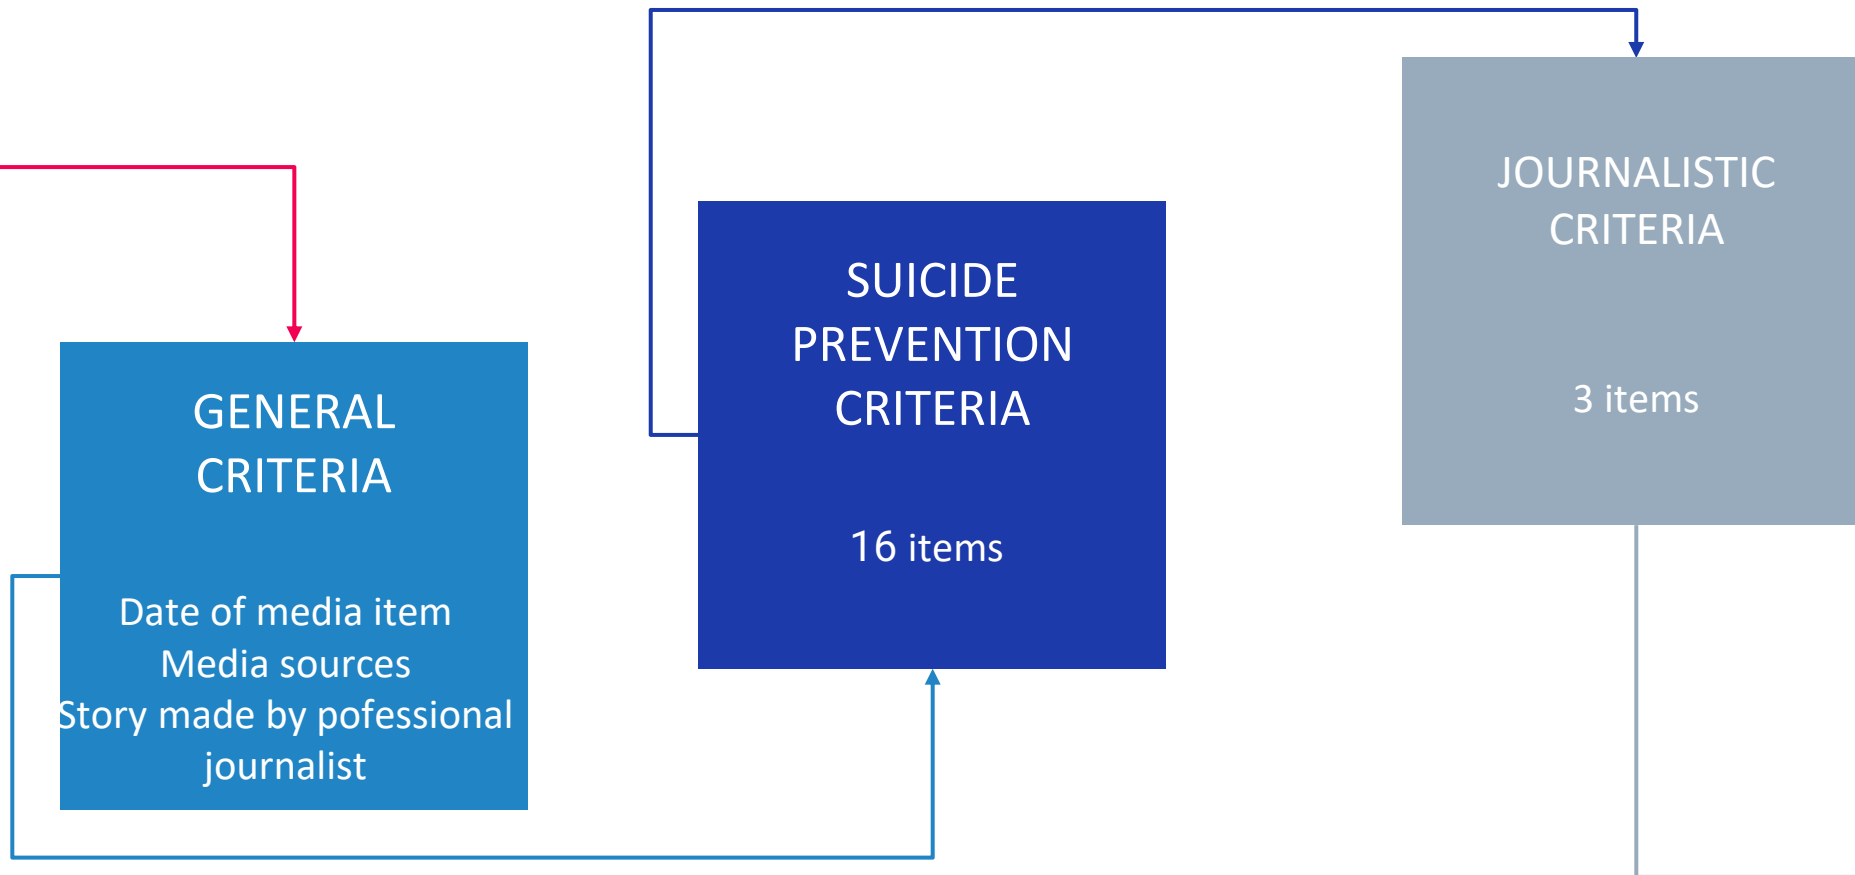 GENERAL
CRITERIA
Date of media item
Media sources
Story made by pofessional
journalist
SUICIDE
PREVENTION
CRITERIA
16 items
JOURNALISTIC
CRITERIA
3 items